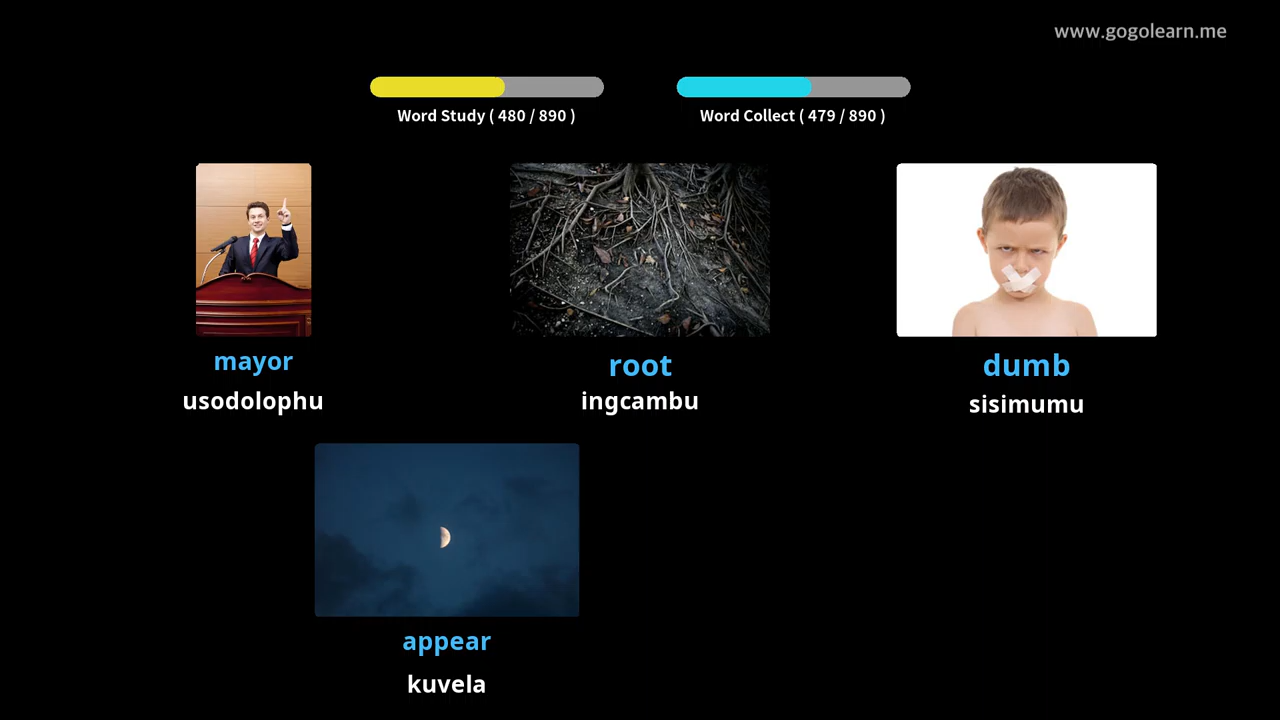 www.gogolearn.me
Word Study ( 480 / 890 )
Word Collect ( 479 / 890 )
mayor
usodolophu
root
ingcambu
dumb
sisimumu
appear
kuvela